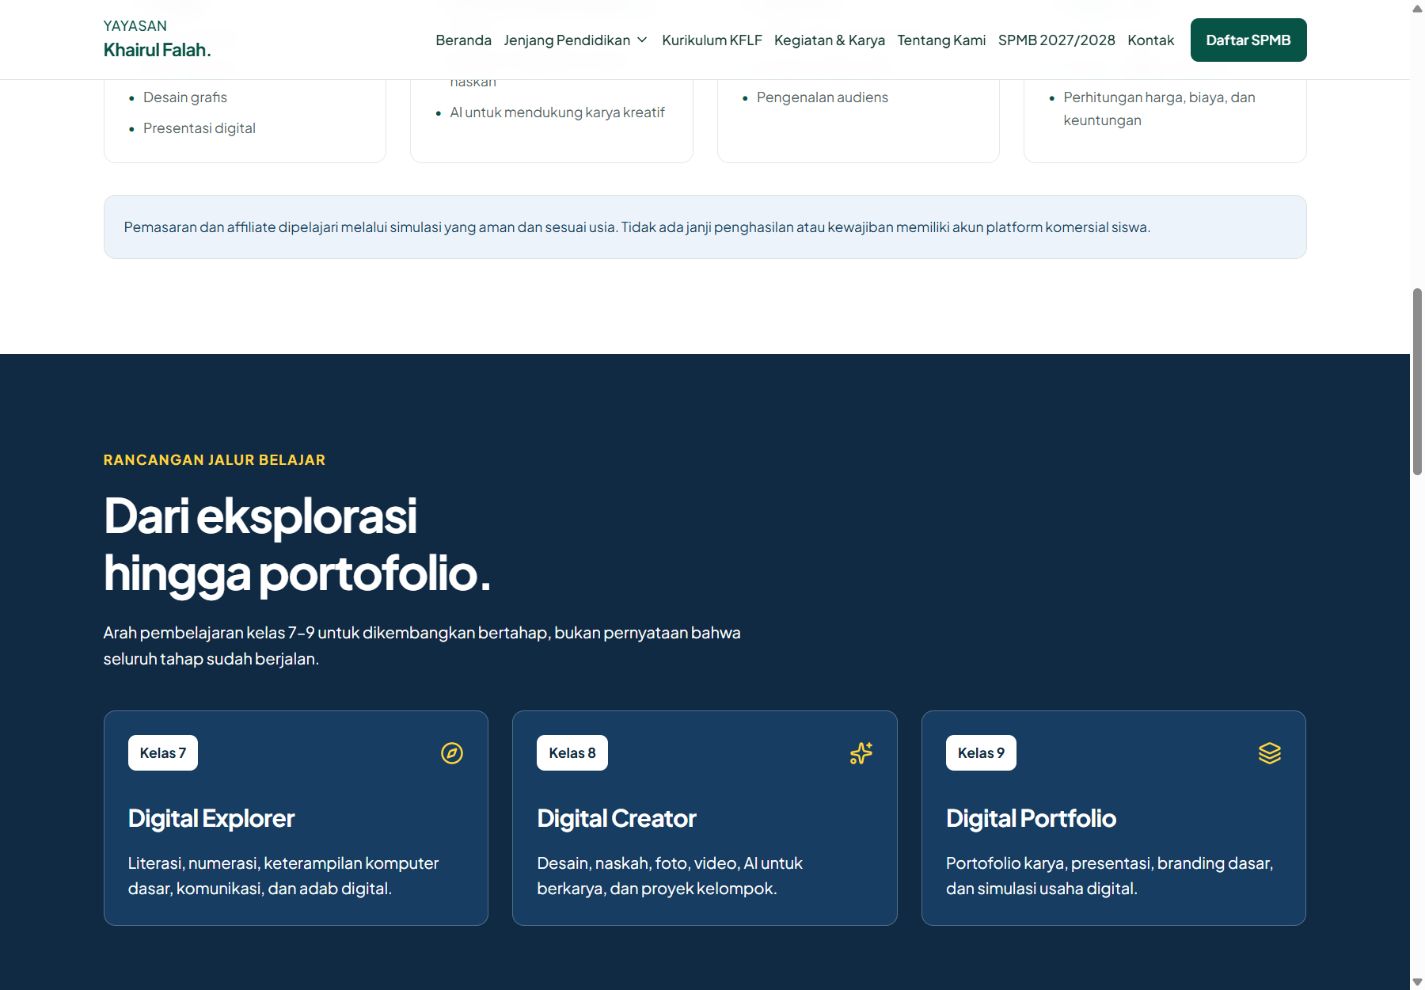 YAYASAN
Khairul Falah.
Beranda
Jenjang Pendidikan
Kurikulum KFLF
Kegiatan & Karya
Tentang Kami
SPMB 2027/2028
Kontak
Daftar SPMB
Desain grafis
Presentasi digital
naskah
AI untuk mendukung karya kreatif
Pengenalan audiens
Perhitungan harga, biaya, dan
keuntungan
Pemasaran dan affiliate dipelajari melalui simulasi yang aman dan sesuai usia. Tidak ada janji penghasilan atau kewajiban memiliki akun platform komersial siswa.
RANCANGAN JALUR BELAJAR
Dari eksplorasi
hingga portofolio.
Arah pembelajaran kelas 7–9 untuk dikembangkan bertahap, bukan pernyataan bahwa
seluruh tahap sudah berjalan.
Kelas 7
Digital Explorer
Literasi, numerasi, keterampilan komputer
dasar, komunikasi, dan adab digital.
Kelas 8
Digital Creator
Desain, naskah, foto, video, AI untuk
berkarya, dan proyek kelompok.
Kelas 9
Digital Portfolio
Portofolio karya, presentasi, branding dasar,
dan simulasi usaha digital.